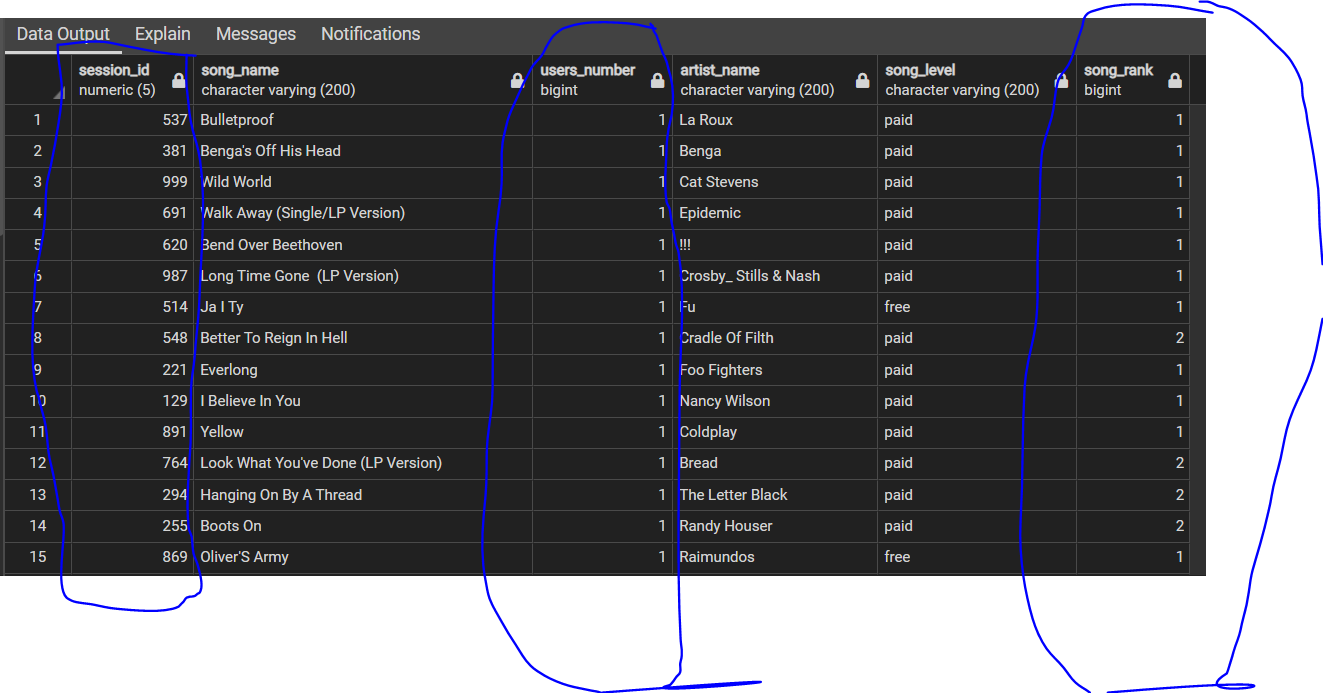 Data Output Explain Messages Notifications
session_id song_name users_number artist_name song_level song_rank
numeric (5) character varying (200) bigint character varying (200) character varying (200) bigint
1 537 Bulletproof 1 La Roux paid 1
2 381 Benga's Off His Head 1 Benga paid 1
3 999 Wild World 1 Cat Stevens paid 1
4 691 Walk Away (Single/LP Version) 1 Epidemic paid 1
5 620 Bend Over Beethoven 1 !!! paid 1
6 987 Long Time Gone (LP Version) 1 Crosby_ Stills & Nash paid 1
7 514 Ja I Ty 1 Fu free 1
8 548 Better To Reign In Hell 1 Cradle Of Filth paid 2
9 221 Everlong 1 Foo Fighters paid 1
10 129 I Believe In You 1 Nancy Wilson paid 1
11 891 Yellow 1 Coldplay paid 1
12 764 Look What You've Done (LP Version) 1 Bread paid 2
13 294 Hanging On By A Thread 1 The Letter Black paid 2
14 255 Boots On 1 Randy Houser paid 2
15 869 Oliver'S Army 1 Raimundos free 1